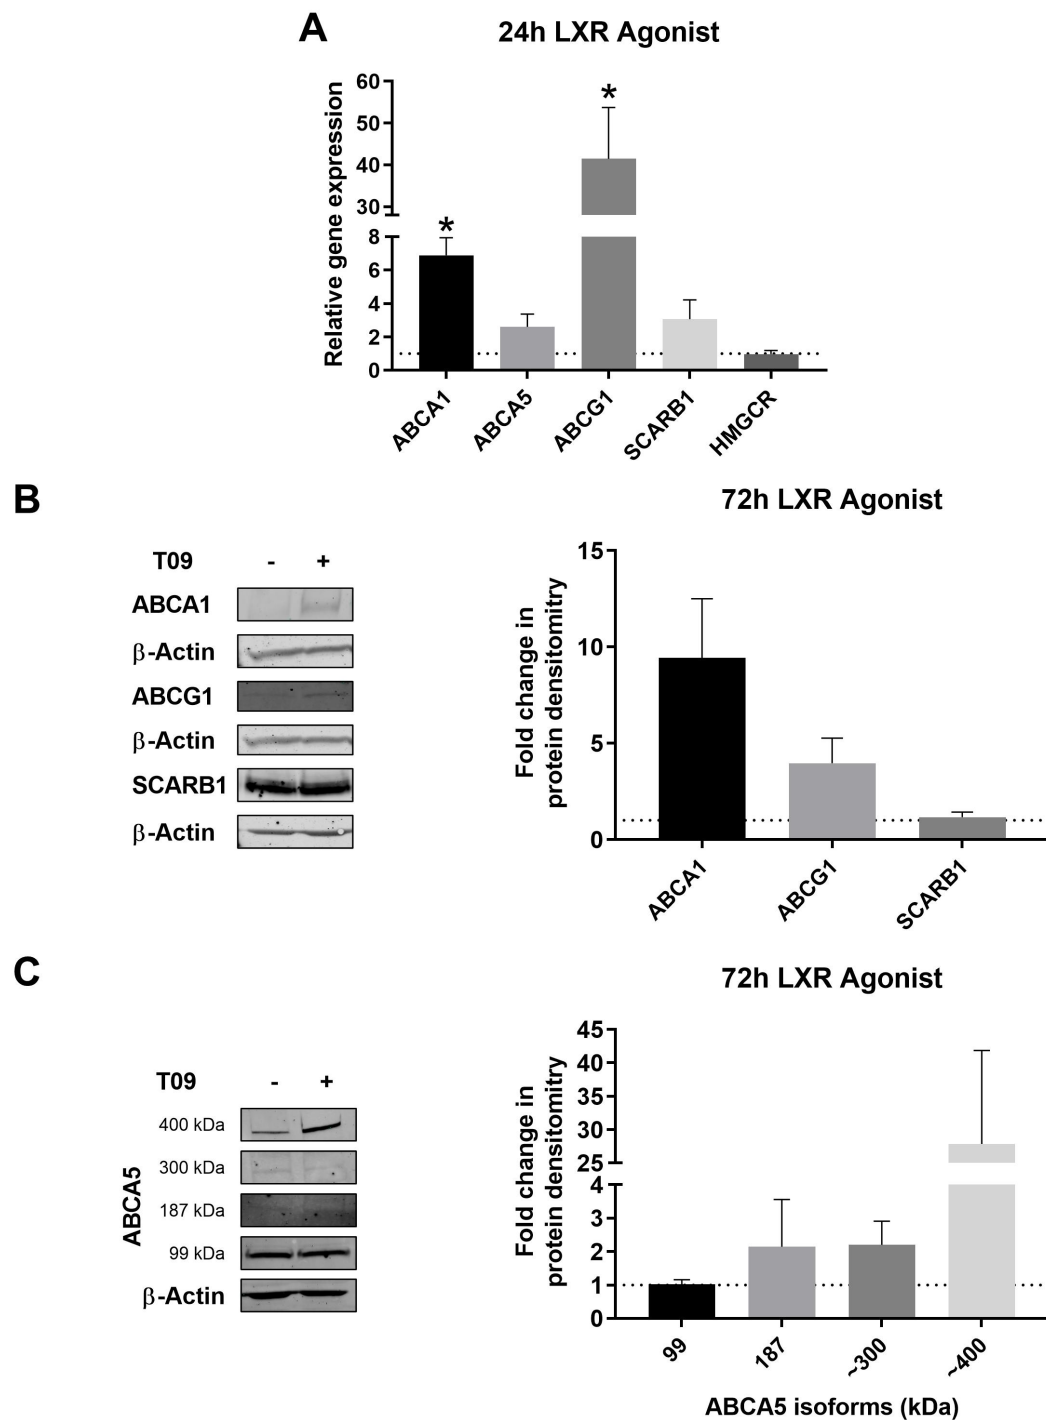 A
24h LXR Agonist
Relative gene expression
60
50
40
30
8
6
4
2
0
*
*
ABCA1
ABCA5
ABCG1
SCARB1
HMGCR
B
72h LXR Agonist
T09 - +
ABCA1
β-Actin
ABCG1
β-Actin
SCARB1
β-Actin
Fold change in
protein densitomitry
15
10
5
0
ABCA1
ABCG1
SCARB1
C
72h LXR Agonist
T09 - +
ABCA5
400 kDa
300 kDa
187 kDa
99 kDa
β-Actin
Fold change in
protein densitomitry
45
40
35
30
25
4
3
2
1
0
99
187
~300
~400
ABCA5 isoforms (kDa)